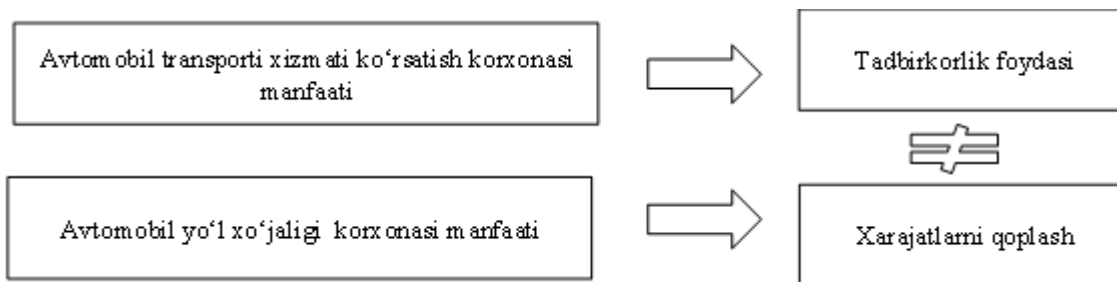 Avtomobil transporti xizmati ko‘rsatish korxonasi
manfaati
Tadbirkorlik foydasi
Avtomobil yo‘l xo‘jaligi korxonasi manfaati
Xarajatlarni qoplash